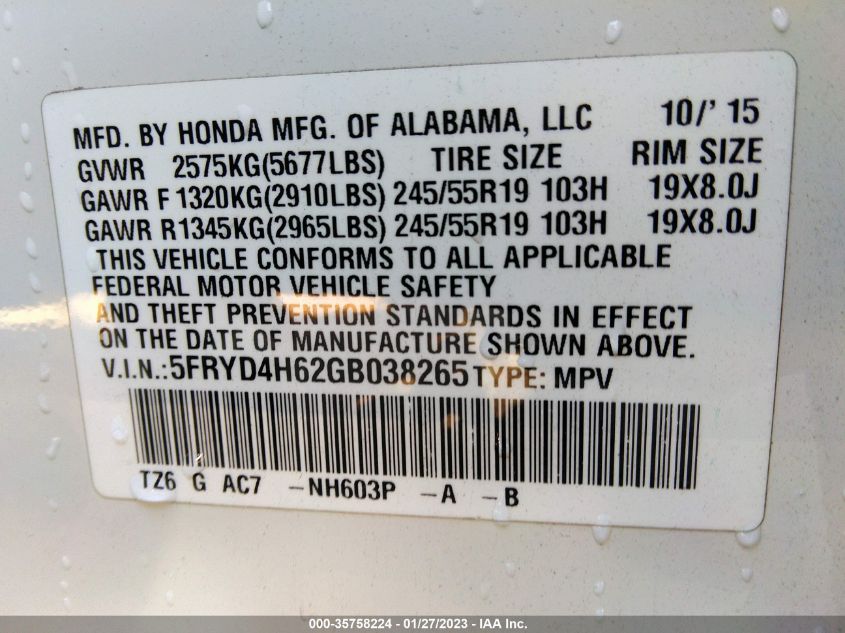 MFD. BY HONDA MFG. OF ALABAMA, LLC 10/' 15
GVWR 2575KG(5677LBS) TIRE SIZE RIM SIZE
GAWR F 1320KG(2910LBS) 245/55R19 103H 19X8.0J
GAWR R1345KG(2965LBS) 245/55R19 103H 19X8.0J
THIS VEHICLE CONFORMS TO ALL APPLICABLE
FEDERAL MOTOR VEHICLE SAFETY
AND THEFT PREVENTION STANDARDS IN EFFECT
ON THE DATE OF MANUFACTURE SHOWN ABOVE.
V.I.N.:5FRYD4H62GB038265 TYPE: MPV
TZ6 G AC7 -NH603P -A -B
000-35758224 - 01/27/2023 - IAA Inc.